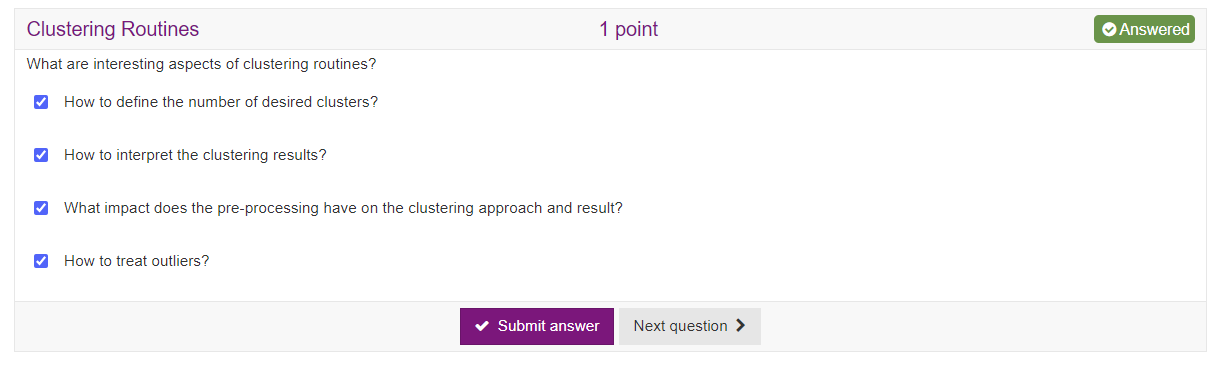 Clustering Routines 1 point Answered
What are interesting aspects of clustering routines?
How to define the number of desired clusters?
How to interpret the clustering results?
What impact does the pre-processing have on the clustering approach and result?
How to treat outliers?
Submit answer Next question